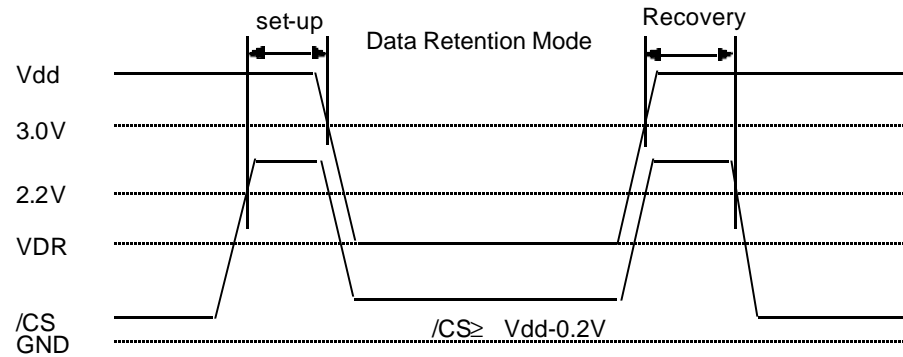 set-up
Recovery
Data Retention Mode
Vdd
3.0V
2.2V
VDR
/CS
/CS≥ Vdd-0.2V
GND